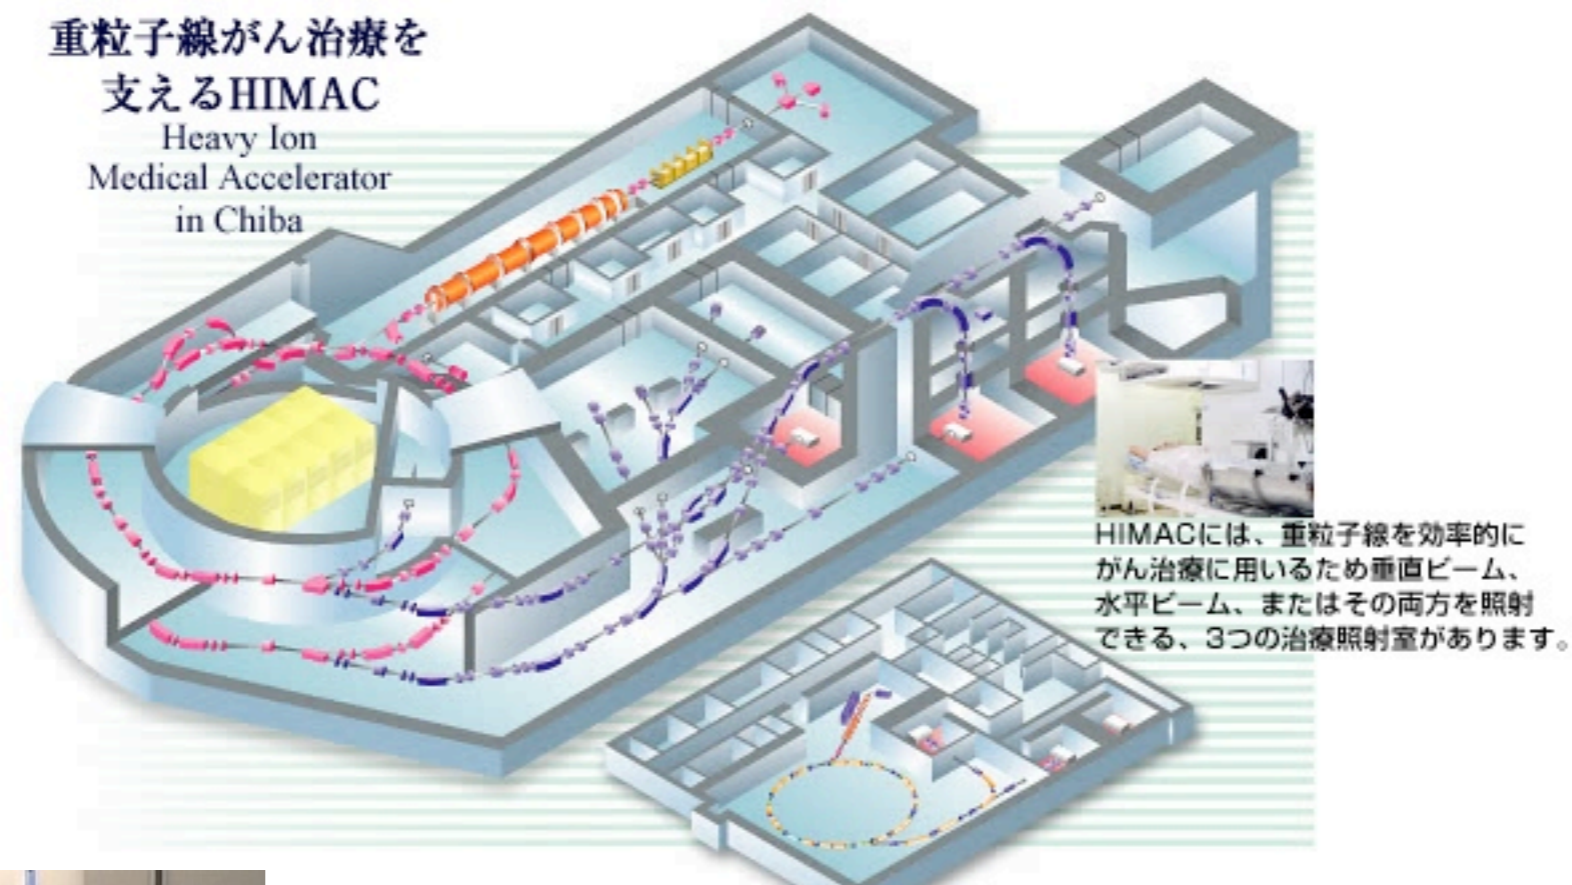 重粒子線がん治療を
支えるHIMAC
Heavy Ion
Medical Accelerator
in Chiba
HIMACには、重粒子線を効率的に
がん治療に用いるため垂直ビーム、
水平ビーム、またはその両方を照射
できる、3つの治療照射室があります。